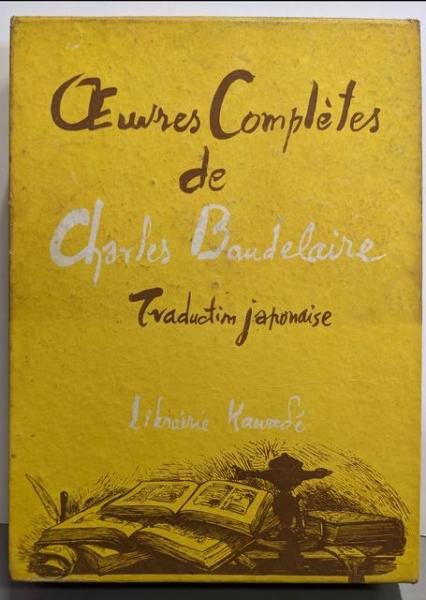 Œuvres Complètes
de
Charles Baudelaire
Traduction japonaise
Librairie Kawadé